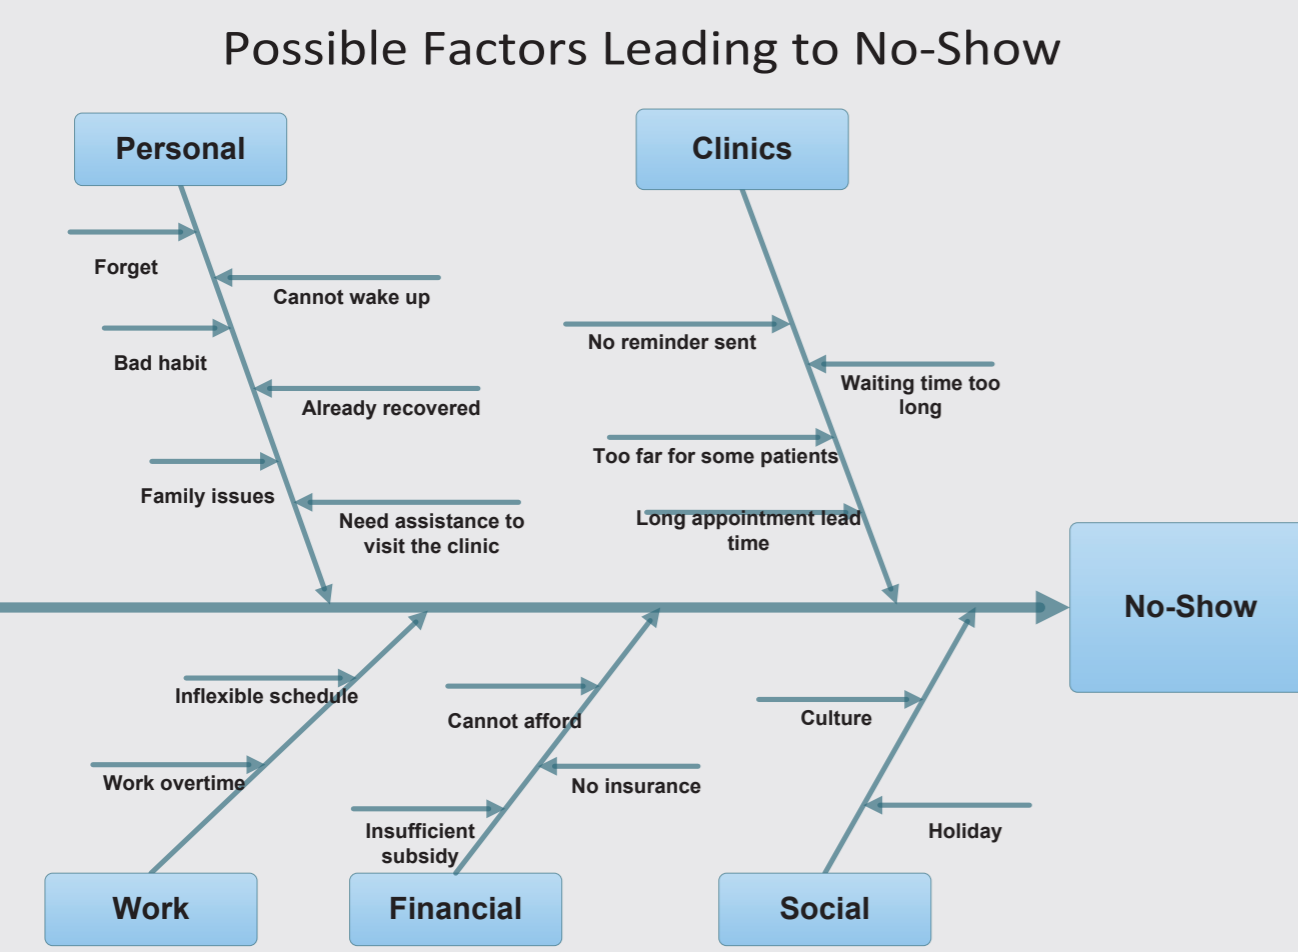 Possible Factors Leading to No-Show
Personal
Clinics
Forget
Cannot wake up
Bad habit
Already recovered
Family issues
Need assistance to
visit the clinic
No reminder sent
Waiting time too
long
Too far for some patients
Long appointment lead
time
No-Show
Inflexible schedule
Work overtime
Cannot afford
No insurance
Insufficient
subsidy
Culture
Holiday
Work
Financial
Social